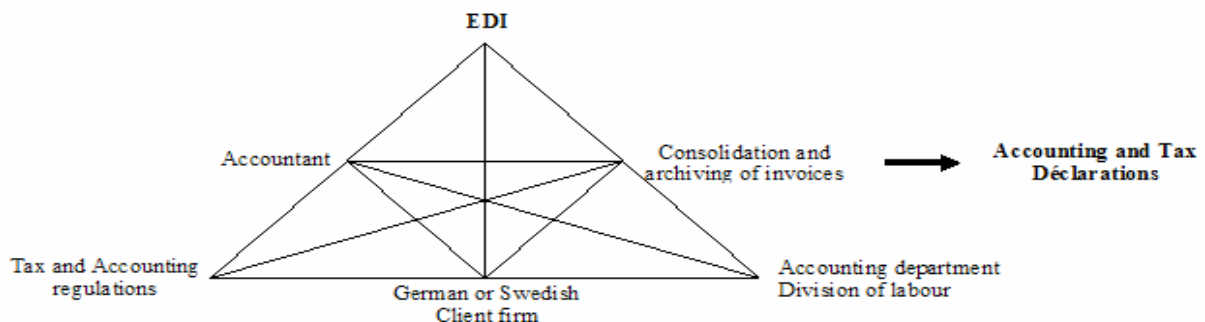 EDI
Accountant
Consolidation and
archiving of invoices
Accounting and Tax
Déclarations
Tax and Accounting
regulations
German or Swedish
Client firm
Accounting department
Division of labour